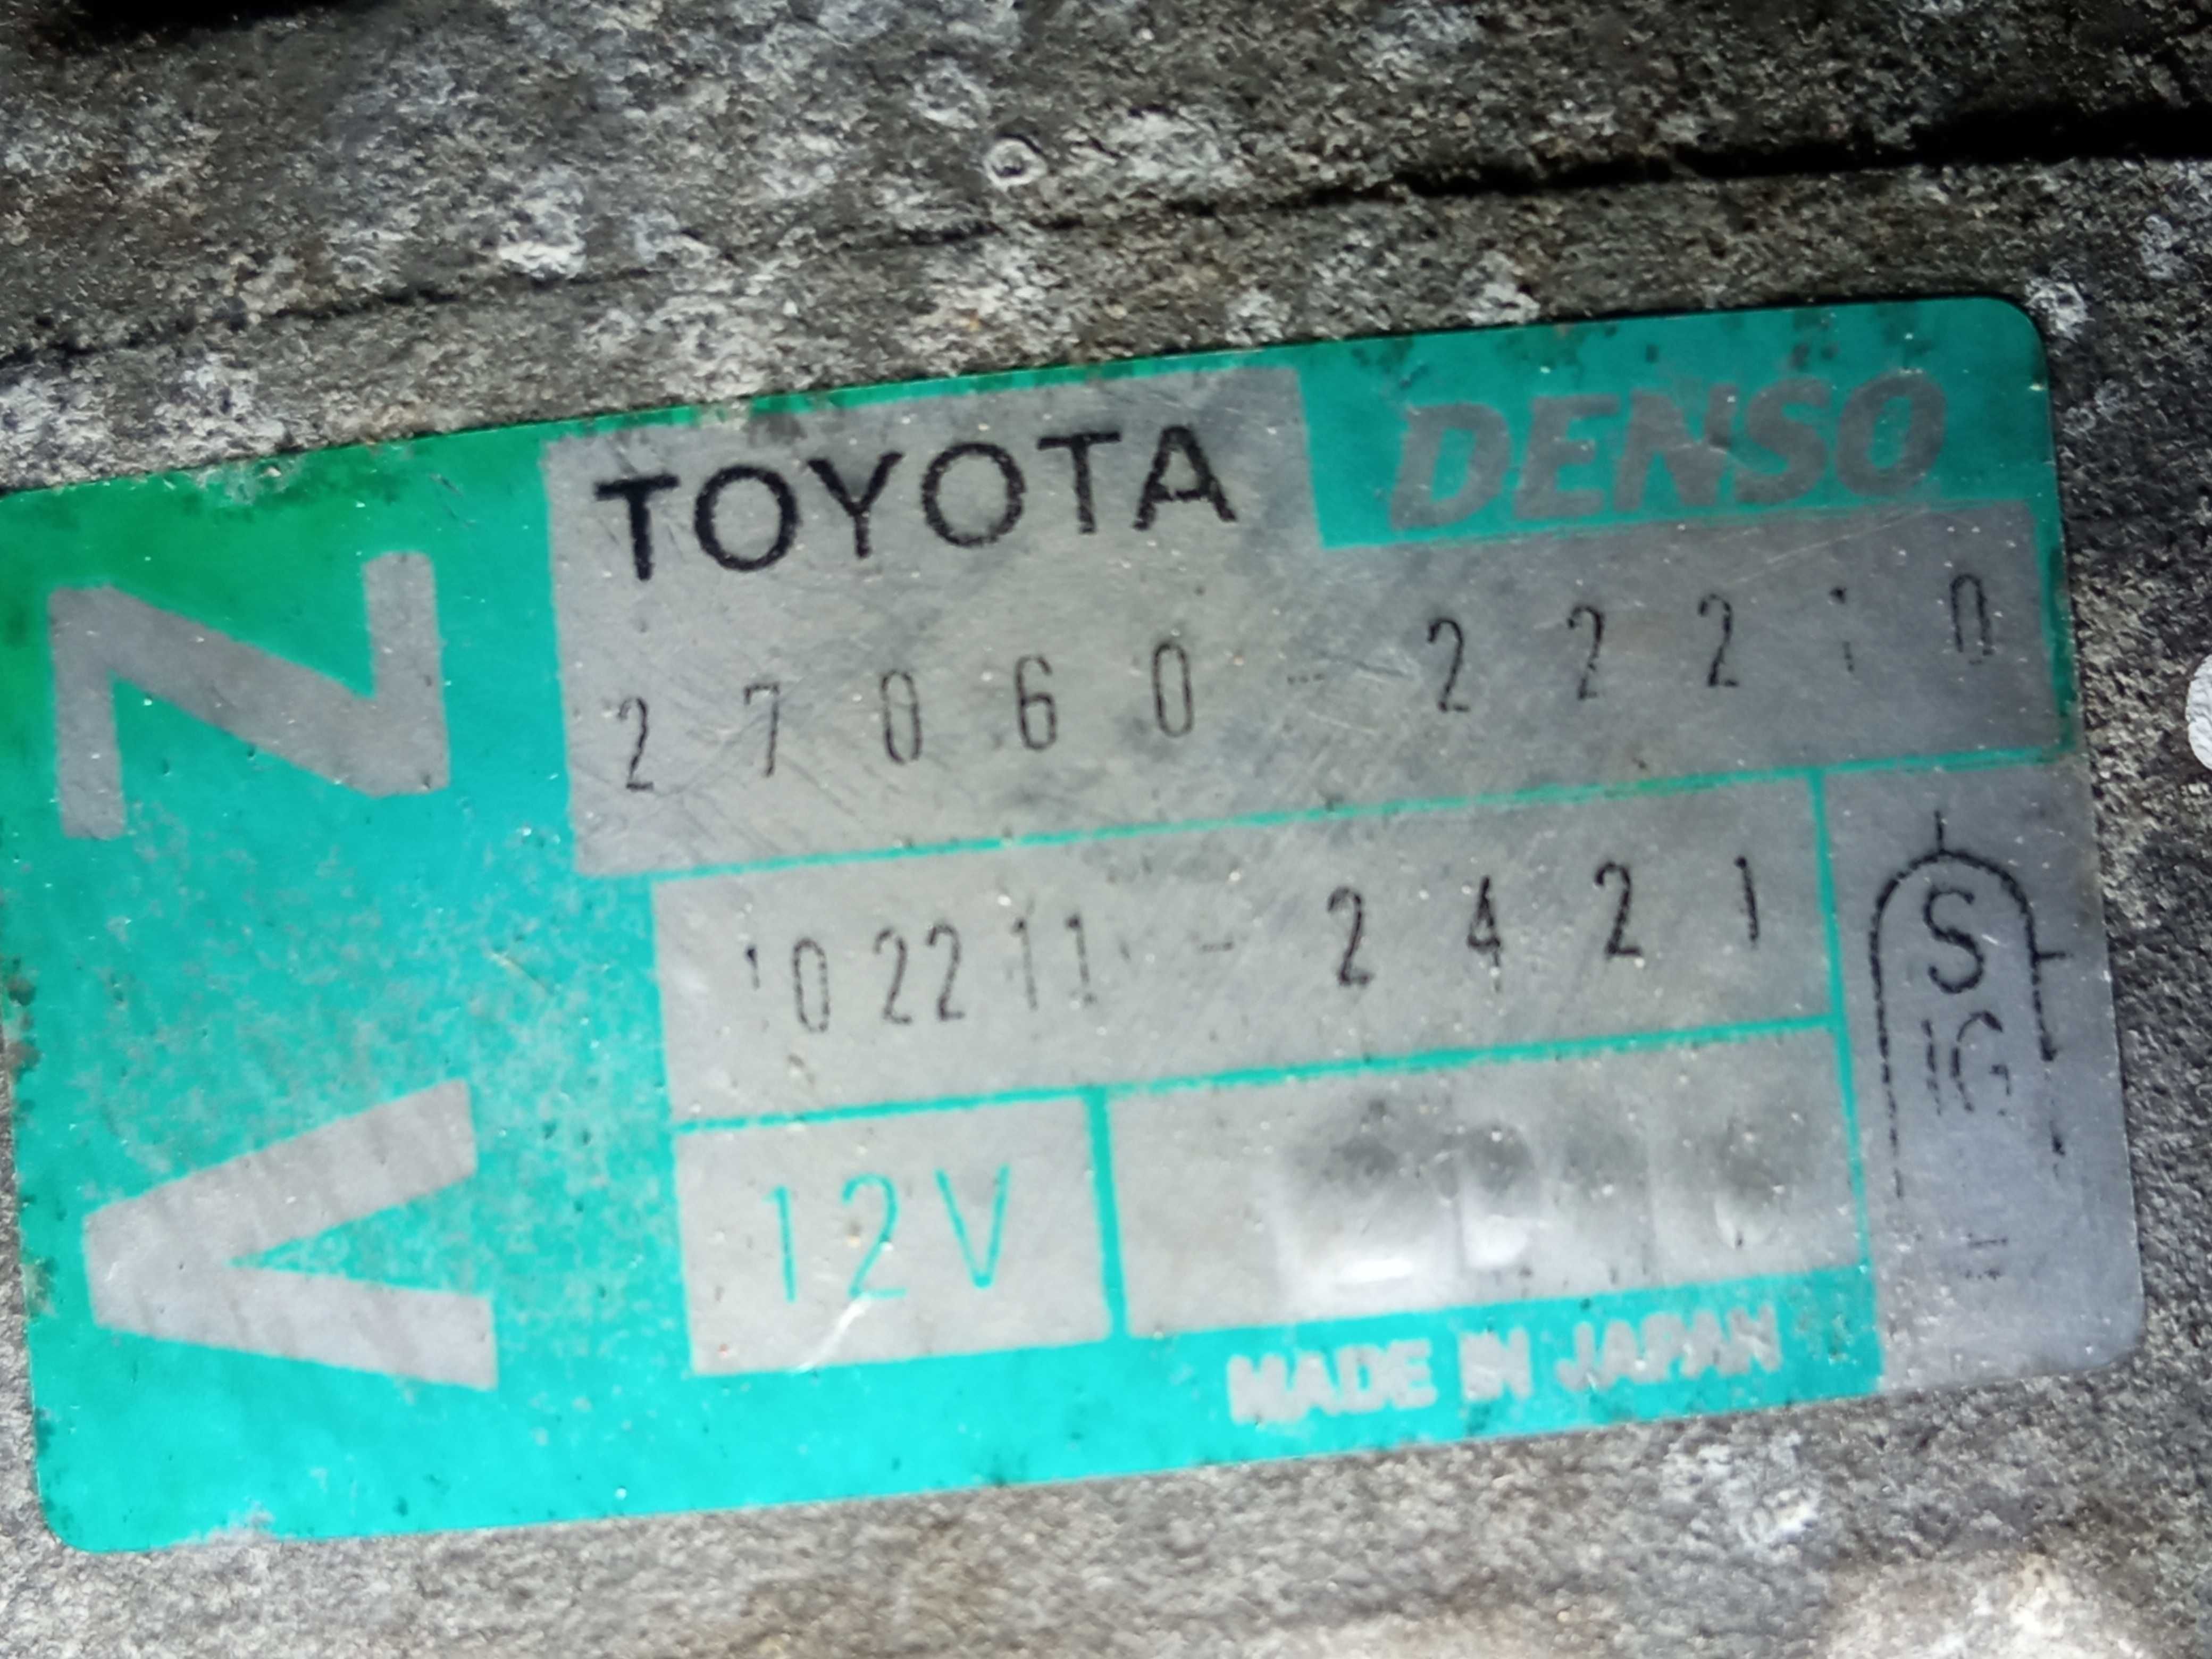 TOYOTA DENSO
27060-22210
102211-2421
12V
S
IG
MADE IN JAPAN